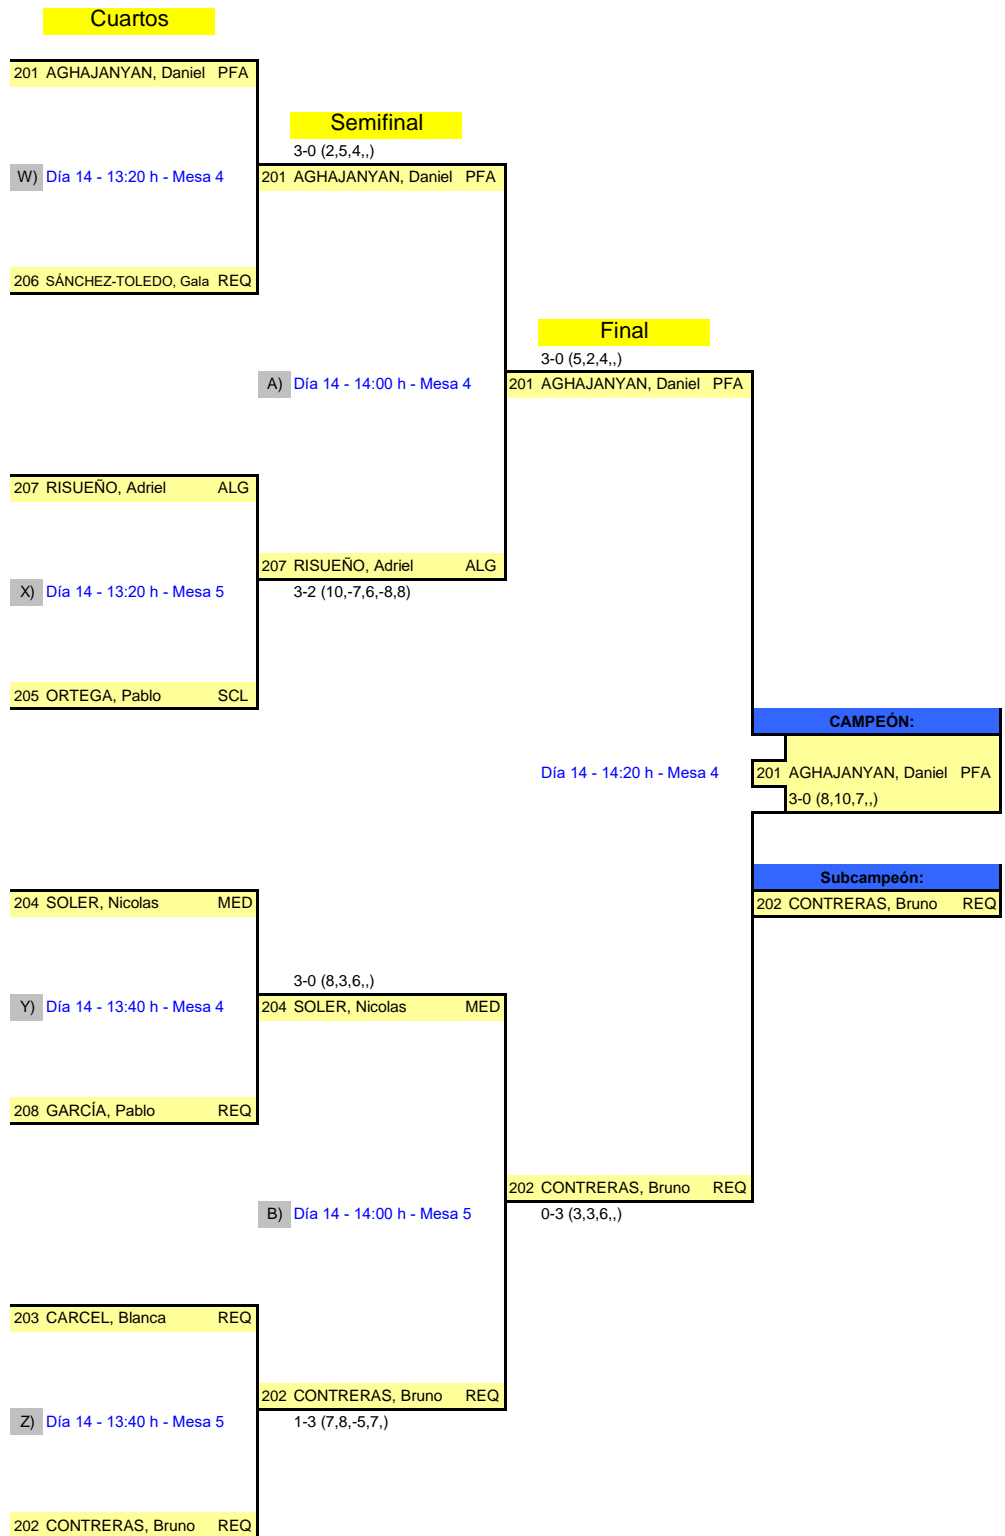 Cuartos
201 AGHAJANYAN, Daniel PFA
Semifinal
3-0 (2,5,4,,)
W) Día 14 - 13:20 h - Mesa 4
201 AGHAJANYAN, Daniel PFA
206 SÁNCHEZ-TOLEDO, Gala REQ
Final
3-0 (5,2,4,,)
A) Día 14 - 14:00 h - Mesa 4
201 AGHAJANYAN, Daniel PFA
207 RISUEÑO, Adriel ALG
207 RISUEÑO, Adriel ALG
X) Día 14 - 13:20 h - Mesa 5
3-2 (10,-7,6,-8,8)
205 ORTEGA, Pablo SCL
CAMPEÓN:
Día 14 - 14:20 h - Mesa 4
201 AGHAJANYAN, Daniel PFA
3-0 (8,10,7,,)
Subcampeón:
204 SOLER, Nicolas MED
202 CONTRERAS, Bruno REQ
3-0 (8,3,6,,)
Y) Día 14 - 13:40 h - Mesa 4
204 SOLER, Nicolas MED
208 GARCÍA, Pablo REQ
202 CONTRERAS, Bruno REQ
B) Día 14 - 14:00 h - Mesa 5
0-3 (3,3,6,,)
203 CARCEL, Blanca REQ
202 CONTRERAS, Bruno REQ
Z) Día 14 - 13:40 h - Mesa 5
1-3 (7,8,-5,7,)
202 CONTRERAS, Bruno REQ